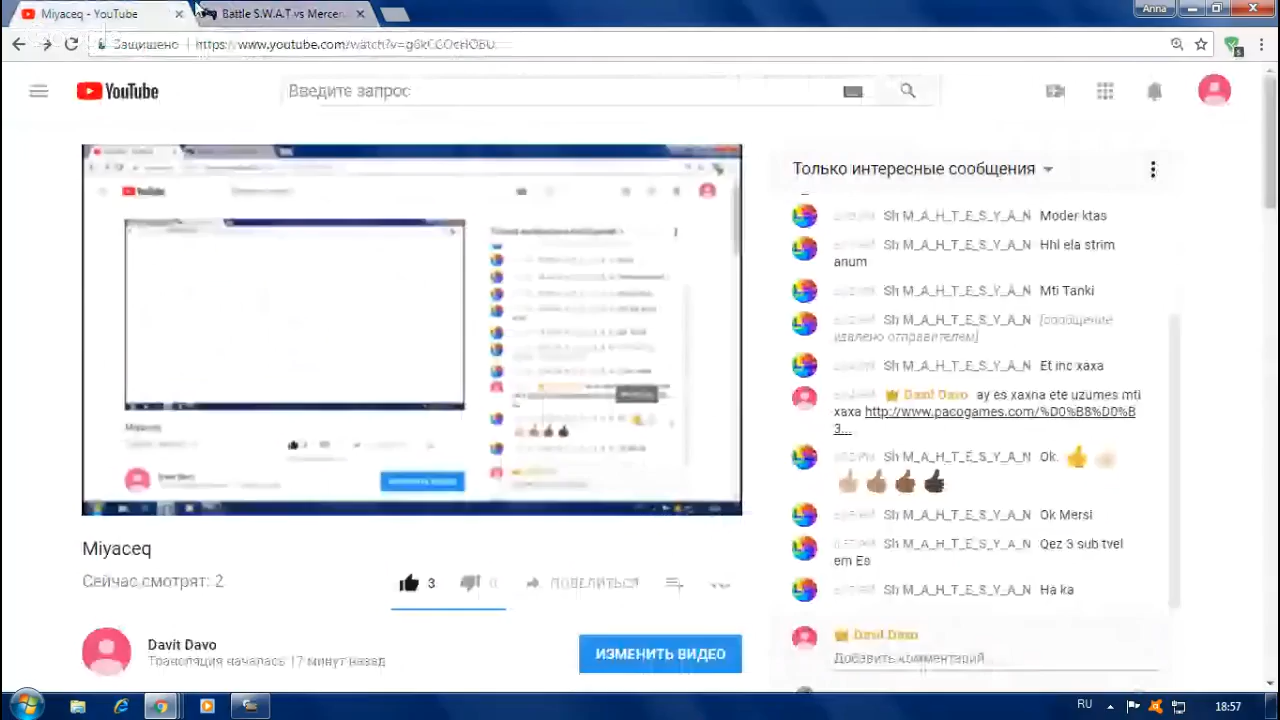 Miyaceq - YouTube
Battle S.W.A.T vs Mercen
Anna
Защищено
https://www.youtube.com/watch?v=
YouTube
Введите запрос
Только интересные сообщения
Sh M_A_H_T_E_S_Y_A_N Moder ktas
Sh M_A_H_T_E_S_Y_A_N Hhl ela strim
anum
Sh M_A_H_T_E_S_Y_A_N Mti Tanki
Sh M_A_H_T_E_S_Y_A_N [сообщение
удалено отправителем]
Sh M_A_H_T_E_S_Y_A_N Et inc xaxa
Davit Davo ay es xaxna ete uzumes mti
xaxa http://www.pacogames.com/%D0%B8%D0%B
3...
Sh M_A_H_T_E_S_Y_A_N Ok.
Sh M_A_H_T_E_S_Y_A_N Ok Mersi
Sh M_A_H_T_E_S_Y_A_N Qez 3 sub tvel
em Es
Sh M_A_H_T_E_S_Y_A_N Ha ka
Davit Davo
Добавить комментарий
Miyaceq
Сейчас смотрят: 2
3
0
ПОДЕЛИТЬСЯ
Davit Davo
Трансляция началась 17 минут назад
ИЗМЕНИТЬ ВИДЕО
RU
18:57